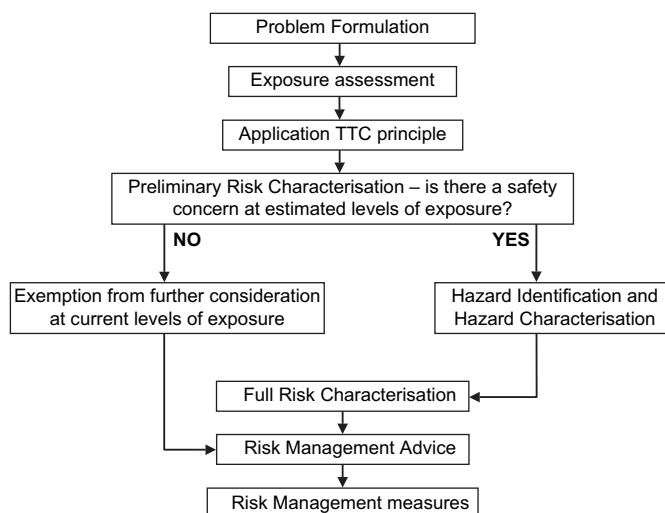 Problem Formulation
Exposure assessment
Application TTC principle
Preliminary Risk Characterisation – is there a safety
concern at estimated levels of exposure?
NO
YES
Exemption from further consideration
at current levels of exposure
Hazard Identification and
Hazard Characterisation
Full Risk Characterisation
Risk Management Advice
Risk Management measures